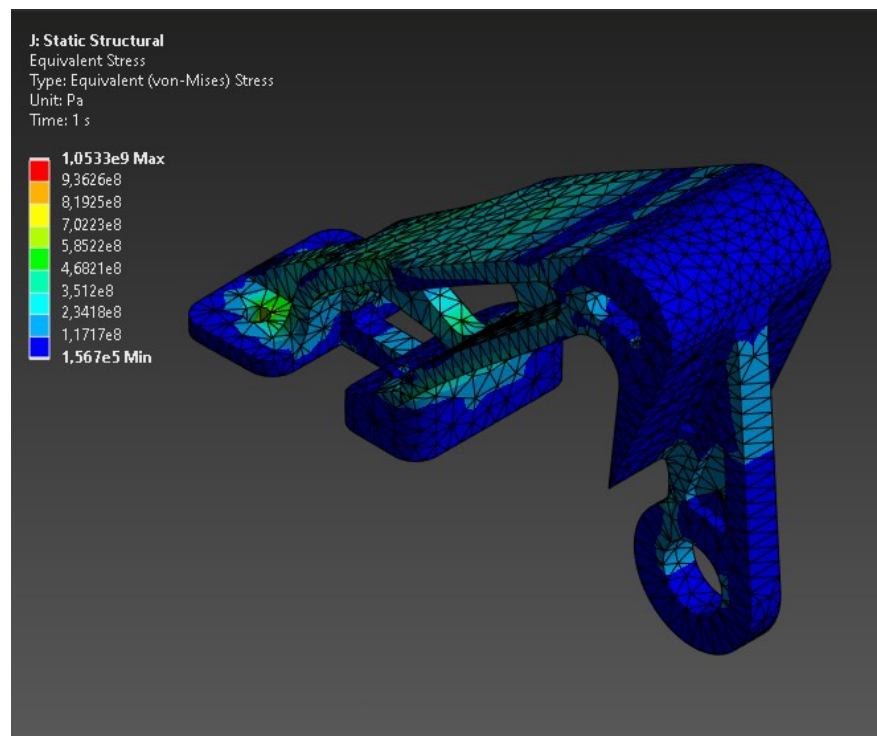 J: Static Structural
Equivalent Stress
Type: Equivalent (von-Mises) Stress
Unit: Pa
Time: 1 s
1,0533e9 Max
9,3626e8
8,1925e8
7,0223e8
5,8522e8
4,6821e8
3,512e8
2,3418e8
1,1717e8
1,567e5 Min